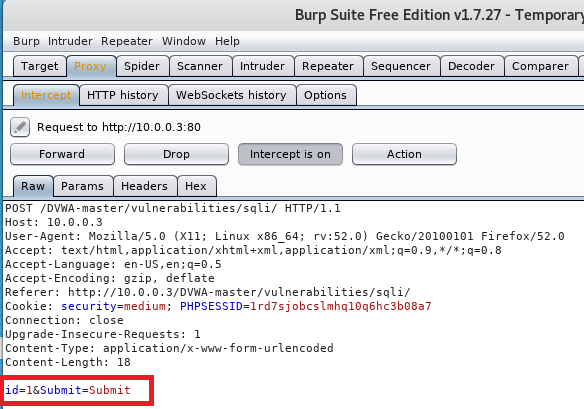 Burp Suite Free Edition v1.7.27 - Temporary
Burp Intruder Repeater Window Help
Target Proxy Spider Scanner Intruder Repeater Sequencer Decoder Comparer
Intercept HTTP history WebSockets history Options
Request to http://10.0.0.3:80
Forward Drop Intercept is on Action
Raw Params Headers Hex
POST /DVWA-master/vulnerabilities/sqli/ HTTP/1.1
Host: 10.0.0.3
User-Agent: Mozilla/5.0 (X11; Linux x86_64; rv:52.0) Gecko/20100101 Firefox/52.0
Accept: text/html,application/xhtml+xml,application/xml;q=0.9,*/*;q=0.8
Accept-Language: en-US,en;q=0.5
Accept-Encoding: gzip, deflate
Referer: http://10.0.0.3/DVWA-master/vulnerabilities/sqli/
Cookie: security=medium; PHPSESSID=1rd7sjobcslmhq10q6hc3b08a7
Connection: close
Upgrade-Insecure-Requests: 1
Content-Type: application/x-www-form-urlencoded
Content-Length: 18
id=1&Submit=Submit